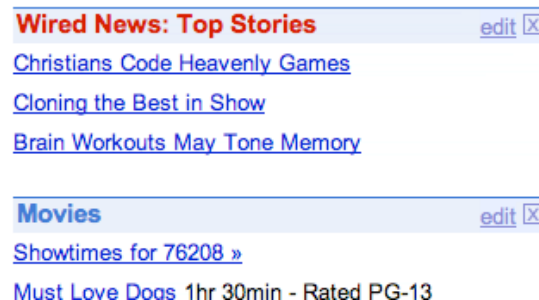 Wired News: Top Stories edit X
Christians Code Heavenly Games
Cloning the Best in Show
Brain Workouts May Tone Memory
Movies edit X
Showtimes for 76208 »
Must Love Dogs 1hr 30min - Rated PG-13